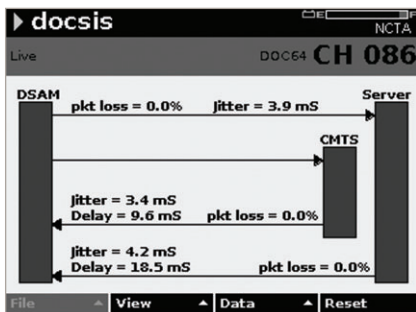 docsis
E F
NCTA
Live
DOC64 CH 086
DSAM
Server
pkt loss = 0.0% Jitter = 3.9 mS
CMTS
Jitter = 3.4 mS
Delay = 9.6 mS pkt loss = 0.0%
Jitter = 4.2 mS
Delay = 18.5 mS pkt loss = 0.0%
File View Data Reset